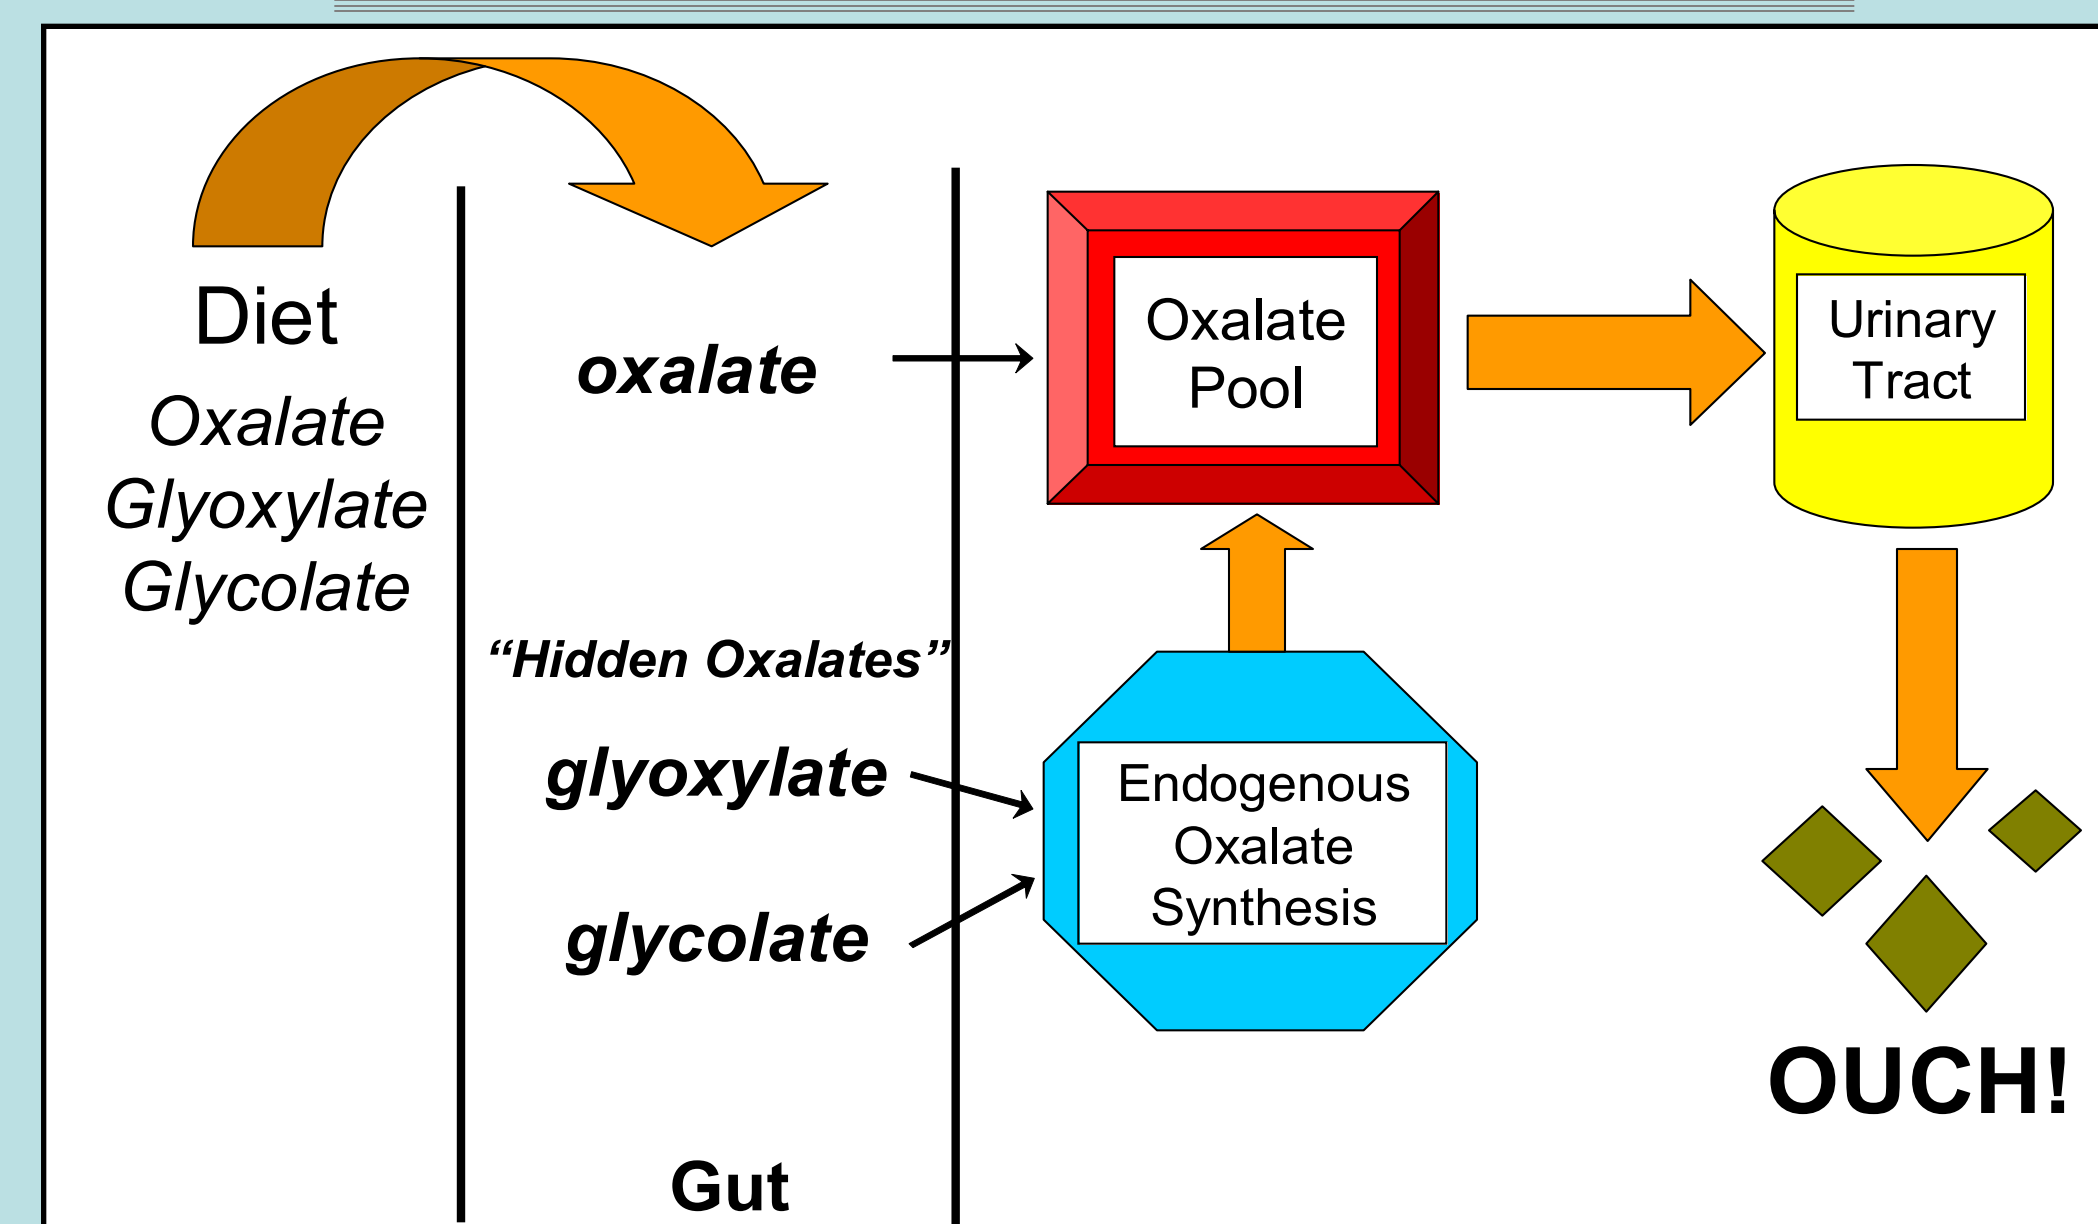 Diet
Oxalate
Glyoxylate
Glycolate
oxalate
“Hidden Oxalates”
glyoxylate
glycolate
Gut
Oxalate
Pool
Endogenous
Oxalate
Synthesis
Urinary
Tract
OUCH!